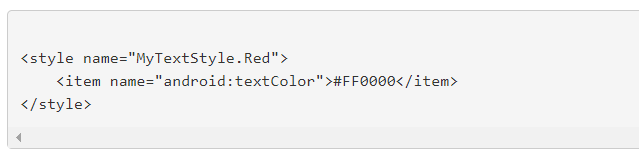 <style name="MyTextStyle.Red">
    <item name="android:textColor">#FF0000</item>
</style>